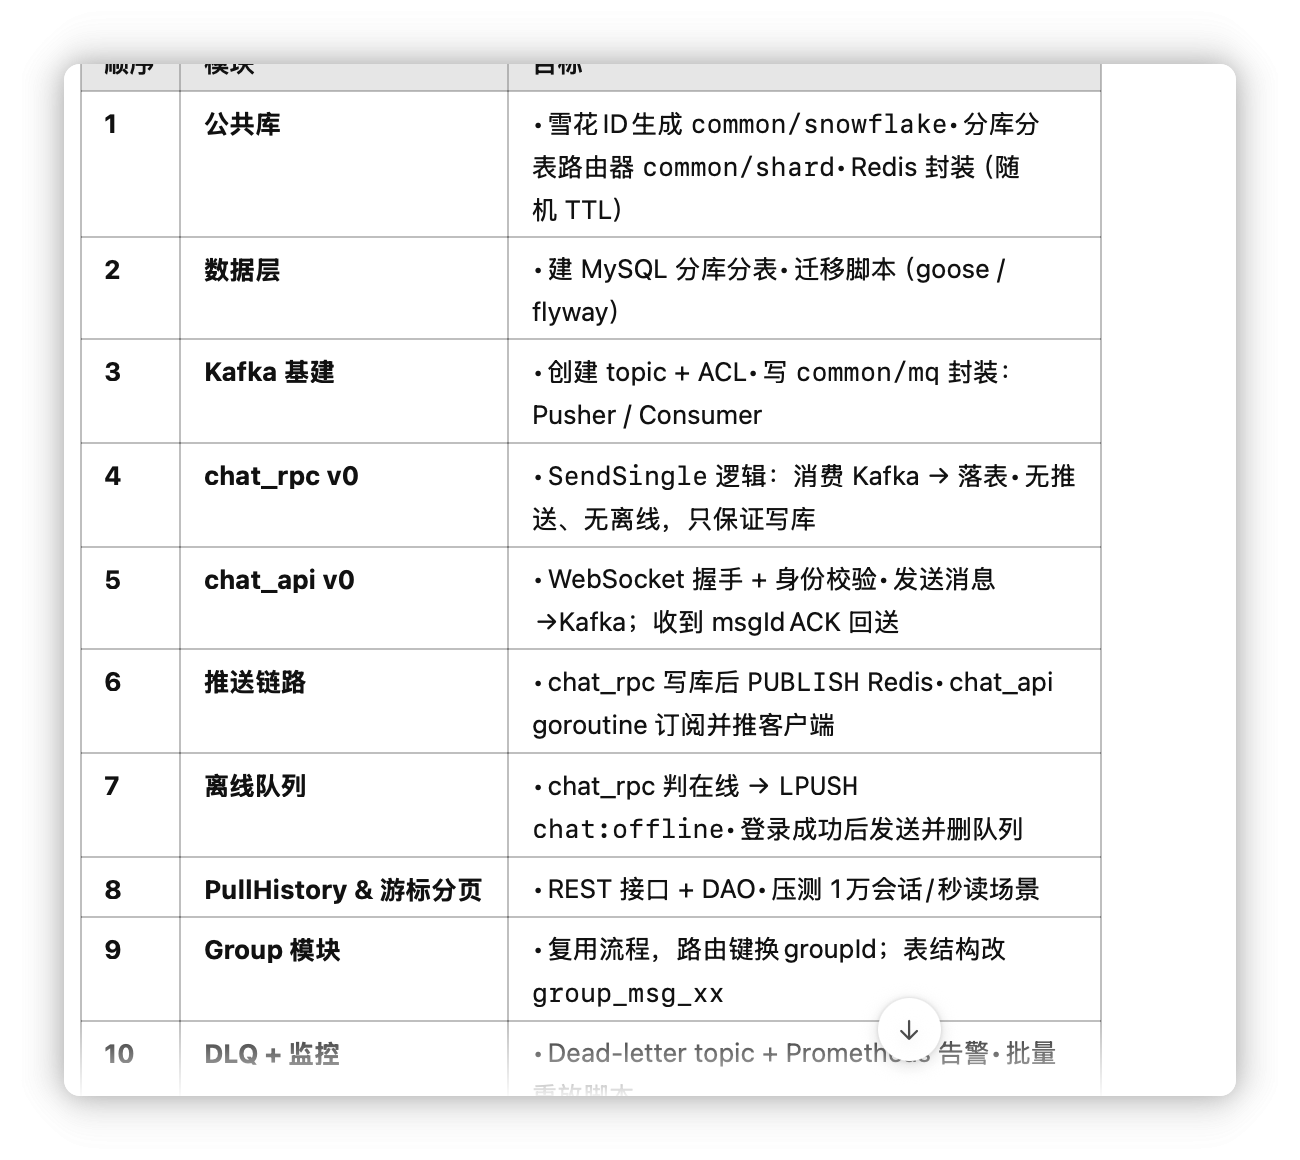 顺序 模块 目标
1 公共库 • 雪花 ID 生成 common/snowflake • 分库分
表路由器 common/shard • Redis 封装（随
机 TTL）
2 数据层 • 建 MySQL 分库分表 • 迁移脚本（goose /
flyway）
3 Kafka 基建 • 创建 topic + ACL • 写 common/mq 封装：
Pusher / Consumer
4 chat_rpc v0 • SendSingle 逻辑：消费 Kafka → 落表 • 无推
送、无离线，只保证写库
5 chat_api v0 • WebSocket 握手 + 身份校验 • 发送消息
→Kafka；收到 msgId ACK 回送
6 推送链路 • chat_rpc 写库后 PUBLISH Redis • chat_api
goroutine 订阅并推客户端
7 离线队列 • chat_rpc 判在线 → LPUSH
chat:offline • 登录成功后发送并删队列
8 PullHistory & 游标分页 • REST 接口 + DAO • 压测 1万会话/秒读场景
9 Group 模块 • 复用流程，路由键换 groupId；表结构改
group_msg_xx
10 DLQ + 监控 • Dead-letter topic + Prometheus 告警 • 批量
重放脚本